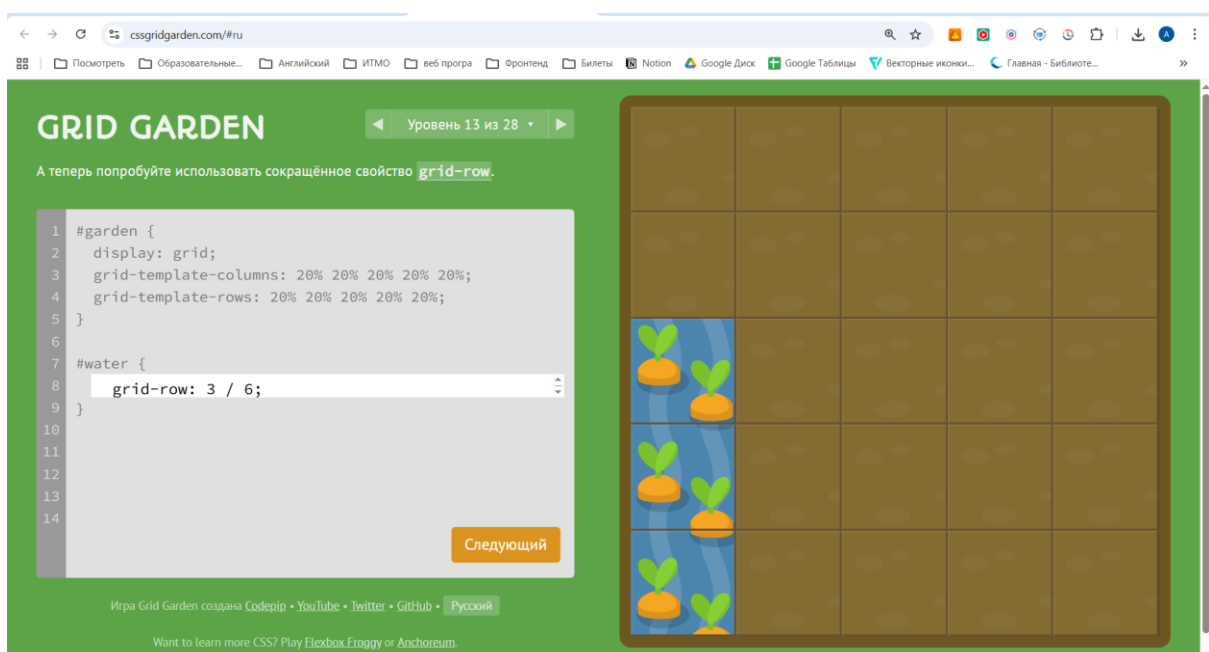 cssgridgarden.com/#ru
A
Посмотреть Образовательные... Английский ИТМО веб програ Фронтенд Билеты Notion Google Диск Google Таблицы Векторные иконки... Главная - Библиоте... »
GRID GARDEN
◀ Уровень 13 из 28 ▾ ▶
А теперь попробуйте использовать сокращённое свойство grid-row.
1 #garden {
2 display: grid;
3 grid-template-columns: 20% 20% 20% 20% 20%;
4 grid-template-rows: 20% 20% 20% 20% 20%;
5 }
6
7 #water {
8 grid-row: 3 / 6;
9 }
10
11
12
13
14
Следующий
Игра Grid Garden создана Codepip • YouTube • Twitter • GitHub • Русский
Want to learn more CSS? Play Flexbox Froggy or Anchoreum.